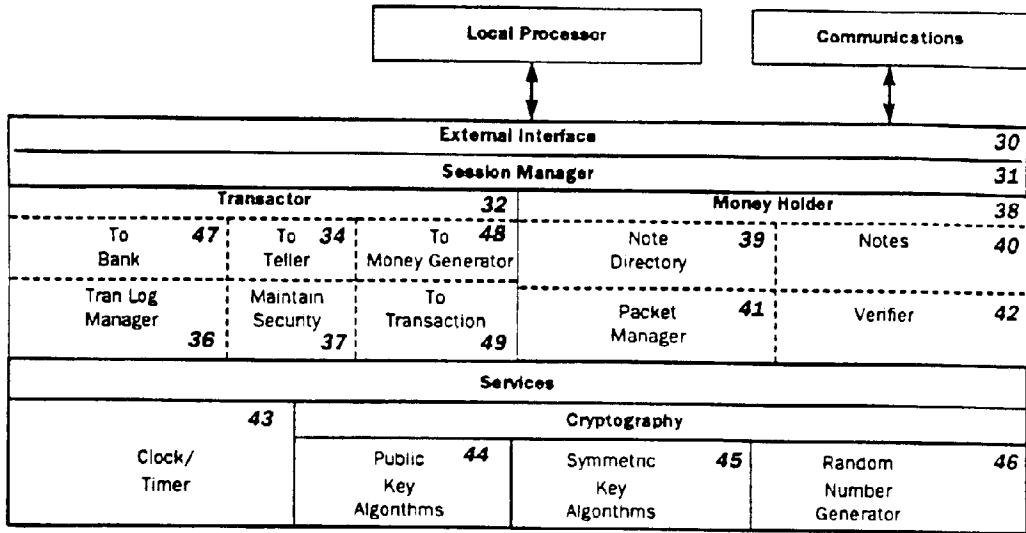 Local Processor
Communications
External Interface 30
Session Manager 31
Transactor 32
Money Holder 38
To 47
Bank
To 34
Teller
To 48
Money Generator
Note 39
Directory
Notes 40
Tran Log
Manager
36
Maintain
Security
37
To
Transaction
49
Packet 41
Manager
Verifier 42
Services
43
Clock/
Timer
Cryptography
Public 44
Key
Algorithms
Symmetric 45
Key
Algorithms
Random 46
Number
Generator